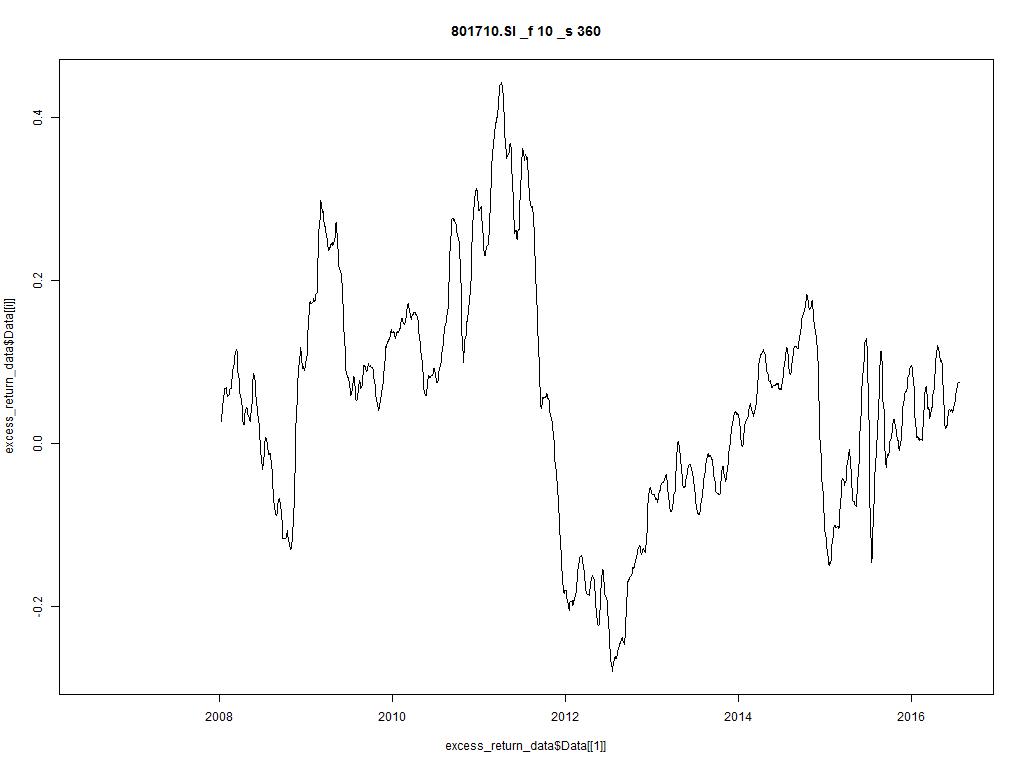 801710.SI _f 10 _s 360
excess_return_data$Data[[i]]
0.4
0.2
0.0
-0.2
2008 2010 2012 2014 2016
excess_return_data$Data[[1]]